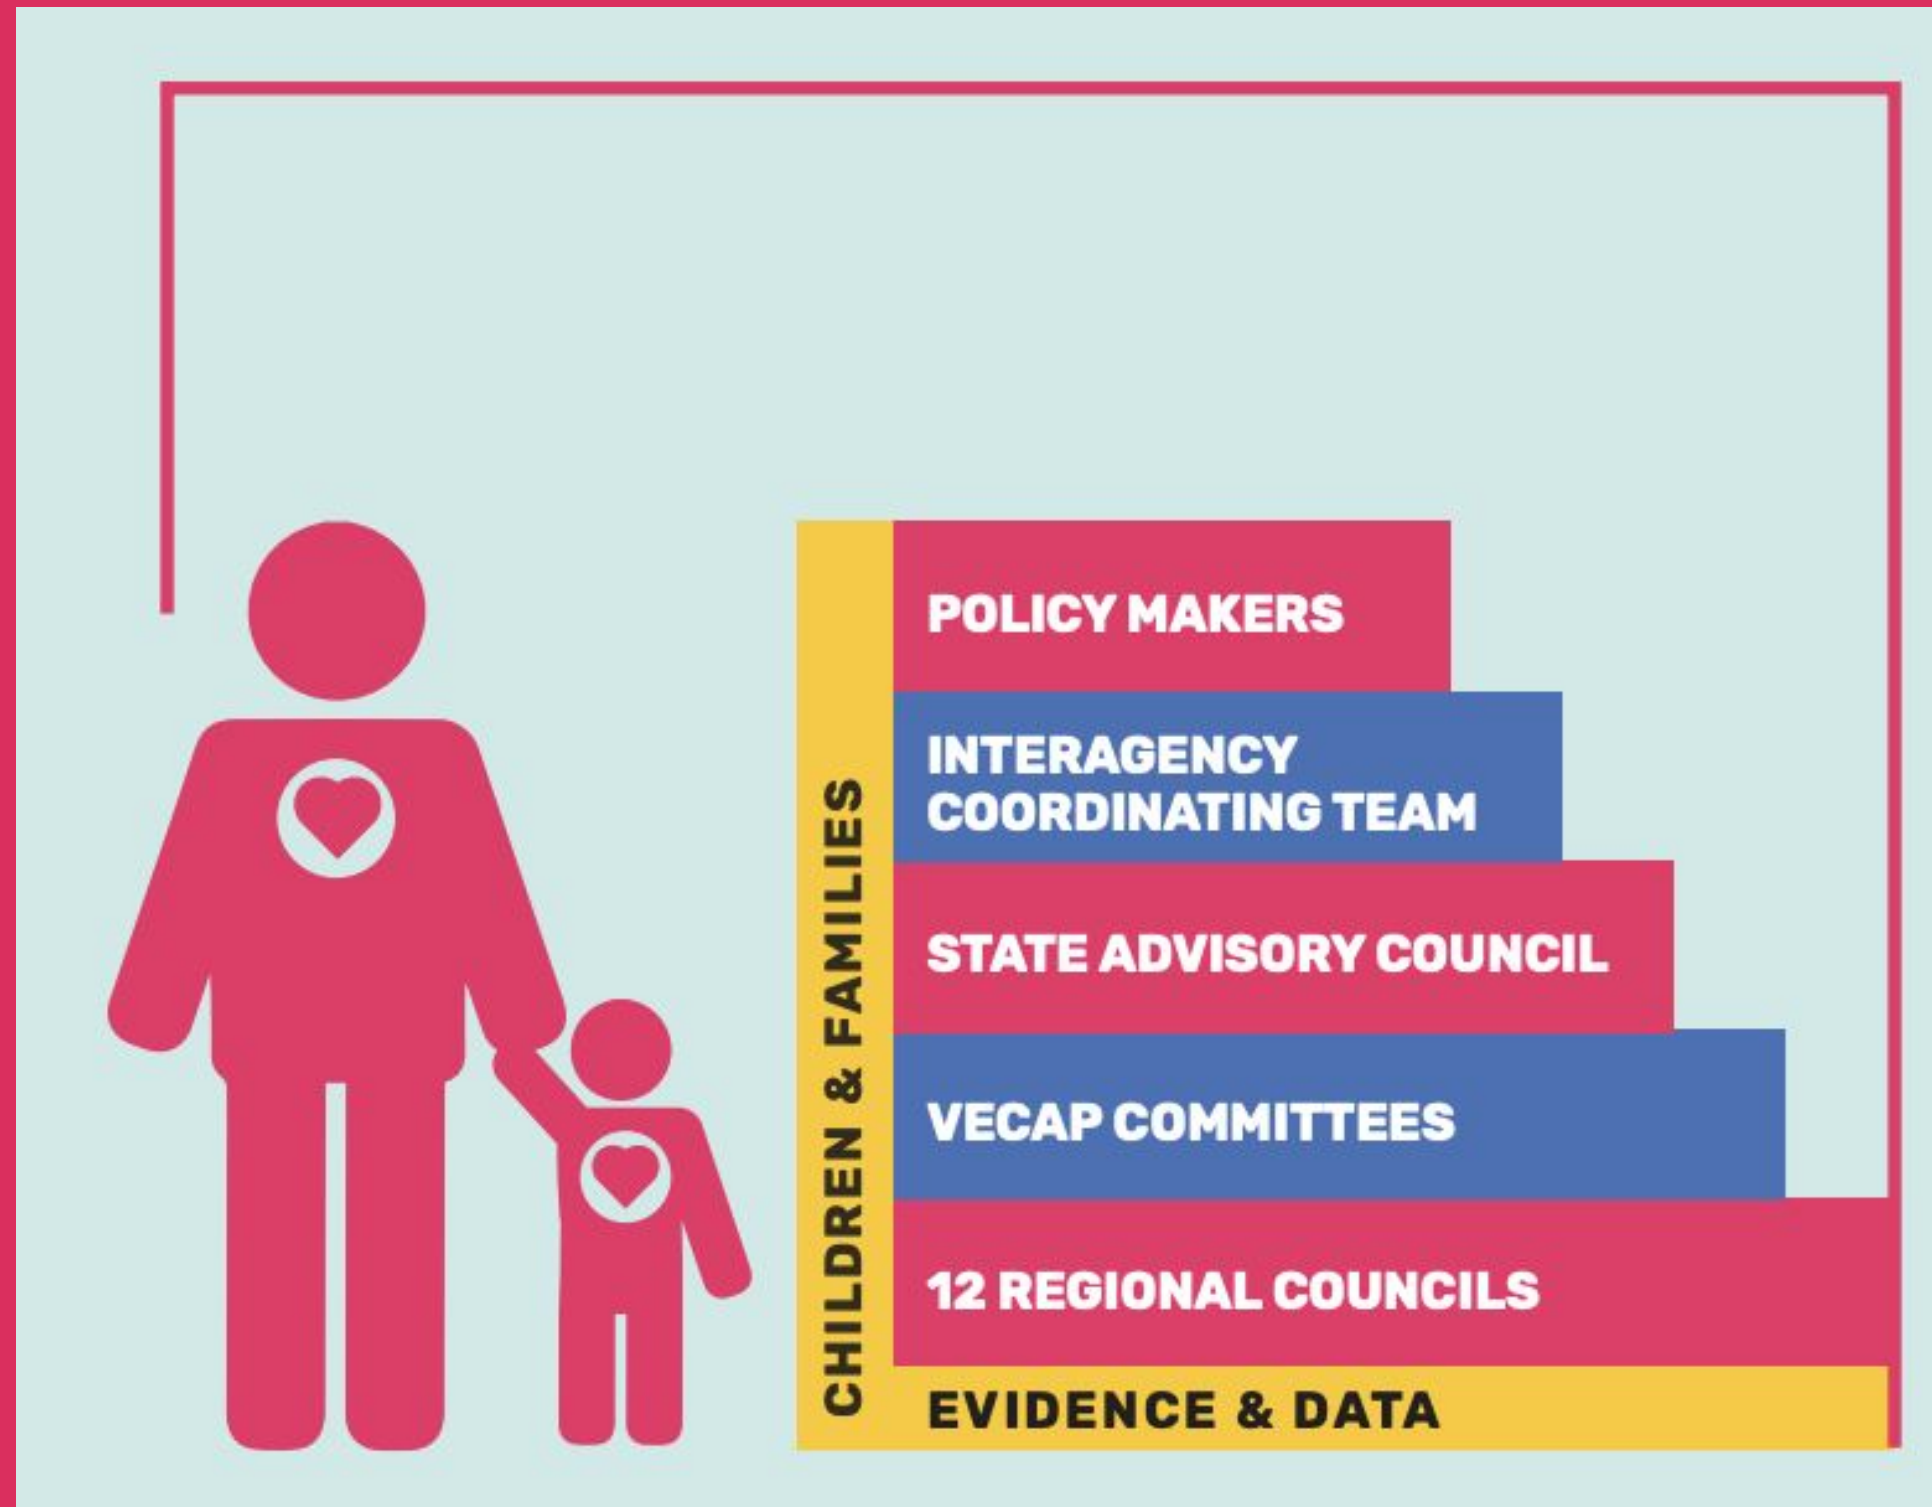 CHILDREN & FAMILIES
POLICY MAKERS
INTERAGENCY
COORDINATING TEAM
STATE ADVISORY COUNCIL
VECAP COMMITTEES
12 REGIONAL COUNCILS
EVIDENCE & DATA